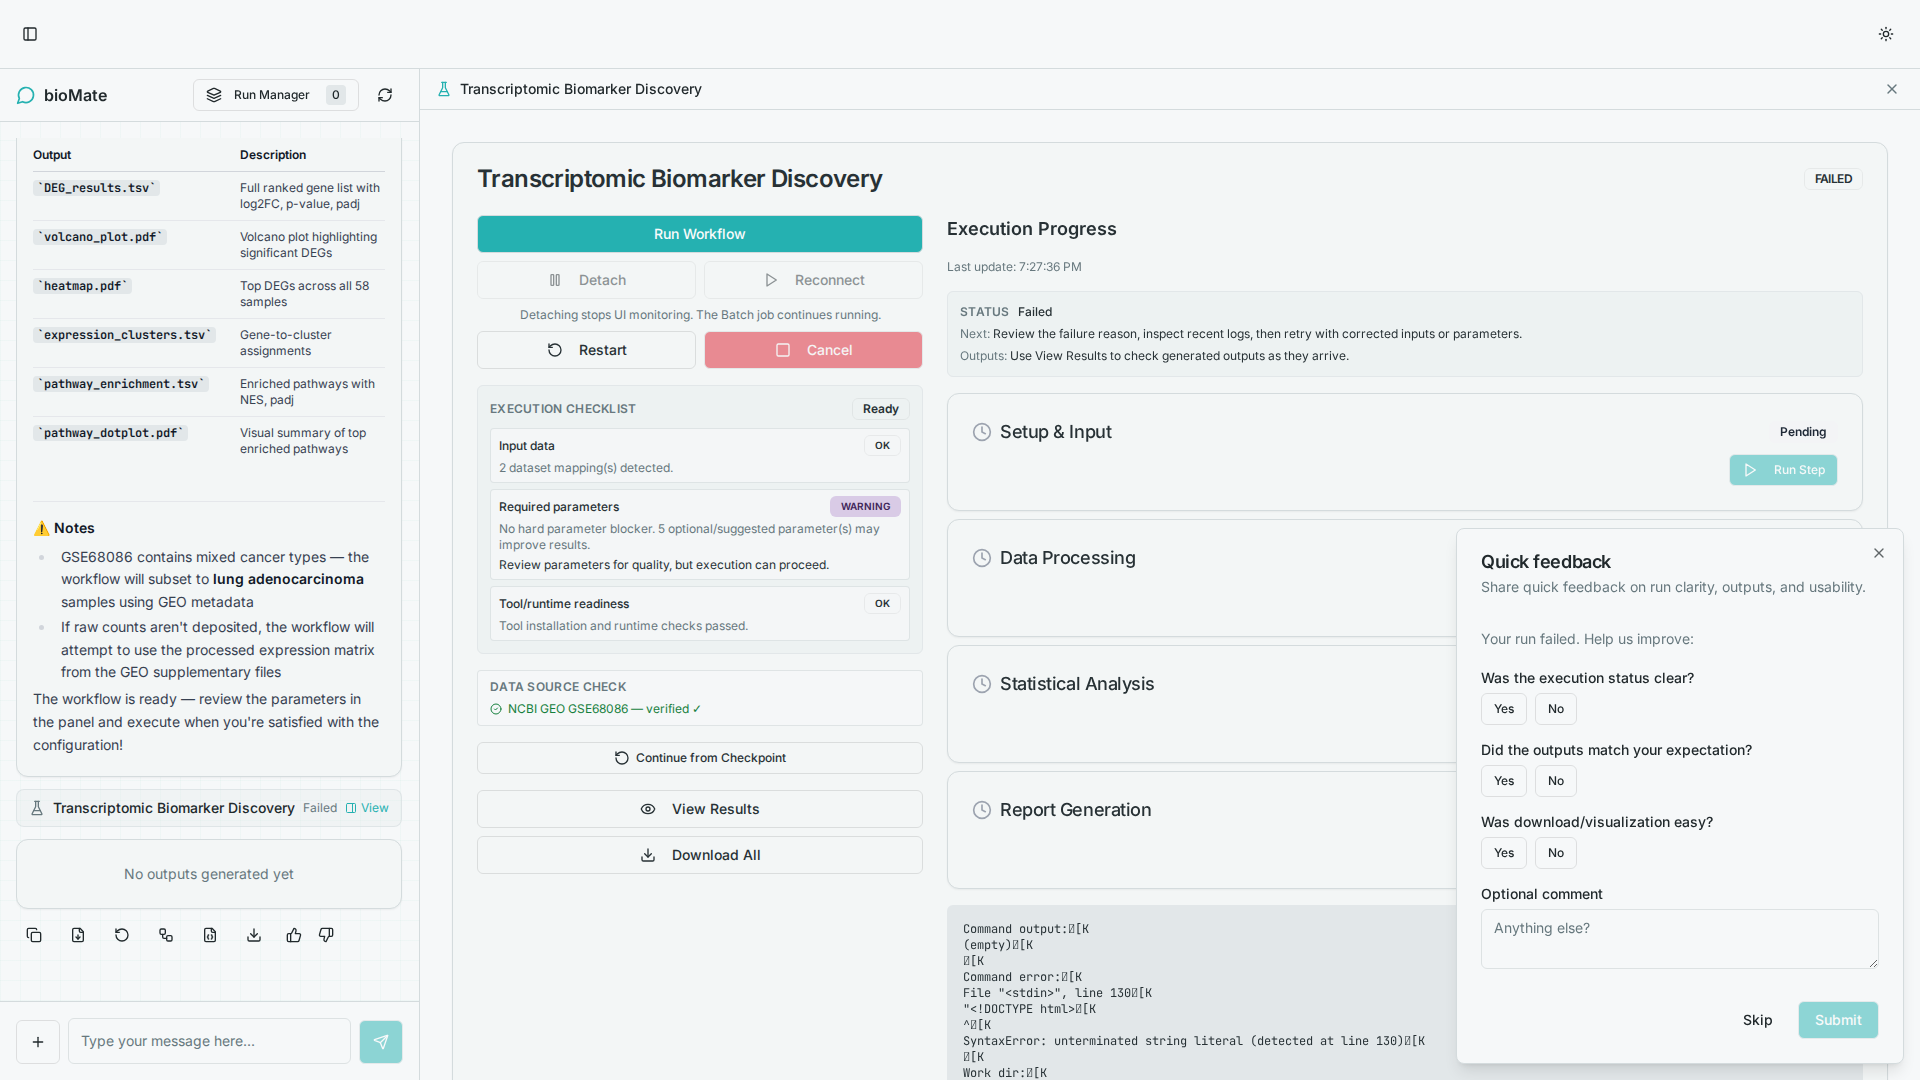 bioMate
Run Manager 0
Output Description
`DEG_results.tsv` Full ranked gene list with
log2FC, p-value, padj
`volcano_plot.pdf` Volcano plot highlighting
significant DEGs
`heatmap.pdf` Top DEGs across all 58
samples
`expression_clusters.tsv` Gene-to-cluster
assignments
`pathway_enrichment.tsv` Enriched pathways with
NES, padj
`pathway_dotplot.pdf` Visual summary of top
enriched pathways
⚠️ Notes
GSE68086 contains mixed cancer types — the
workflow will subset to lung adenocarcinoma
samples using GEO metadata
If raw counts aren't deposited, the workflow will
attempt to use the processed expression matrix
from the GEO supplementary files
The workflow is ready — review the parameters in
the panel and execute when you're satisfied with the
configuration!
Transcriptomic Biomarker Discovery Failed View
No outputs generated yet
Type your message here...
Transcriptomic Biomarker Discovery
Transcriptomic Biomarker Discovery
FAILED
Run Workflow
Detach Reconnect
Detaching stops UI monitoring. The Batch job continues running.
Restart Cancel
EXECUTION CHECKLIST Ready
Input data OK
2 dataset mapping(s) detected.
Required parameters WARNING
No hard parameter blocker. 5 optional/suggested parameter(s) may
improve results.
Review parameters for quality, but execution can proceed.
Tool/runtime readiness OK
Tool installation and runtime checks passed.
DATA SOURCE CHECK
NCBI GEO GSE68086 — verified ✓
Continue from Checkpoint
View Results
Download All
Execution Progress
Last update: 7:27:36 PM
STATUS Failed
Next: Review the failure reason, inspect recent logs, then retry with corrected inputs or parameters.
Outputs: Use View Results to check generated outputs as they arrive.
Setup & Input Pending
Run Step
Data Processing
Statistical Analysis
Report Generation
Command output:[K
(empty)[K
[K
Command error:[K
File "<stdin>", line 130[K
"<!DOCTYPE html>[K
^[K
SyntaxError: unterminated string literal (detected at line 130)[K
[K
Work dir:[K
Quick feedback
Share quick feedback on run clarity, outputs, and usability.
Your run failed. Help us improve:
Was the execution status clear?
Yes No
Did the outputs match your expectation?
Yes No
Was download/visualization easy?
Yes No
Optional comment
Anything else?
Skip Submit